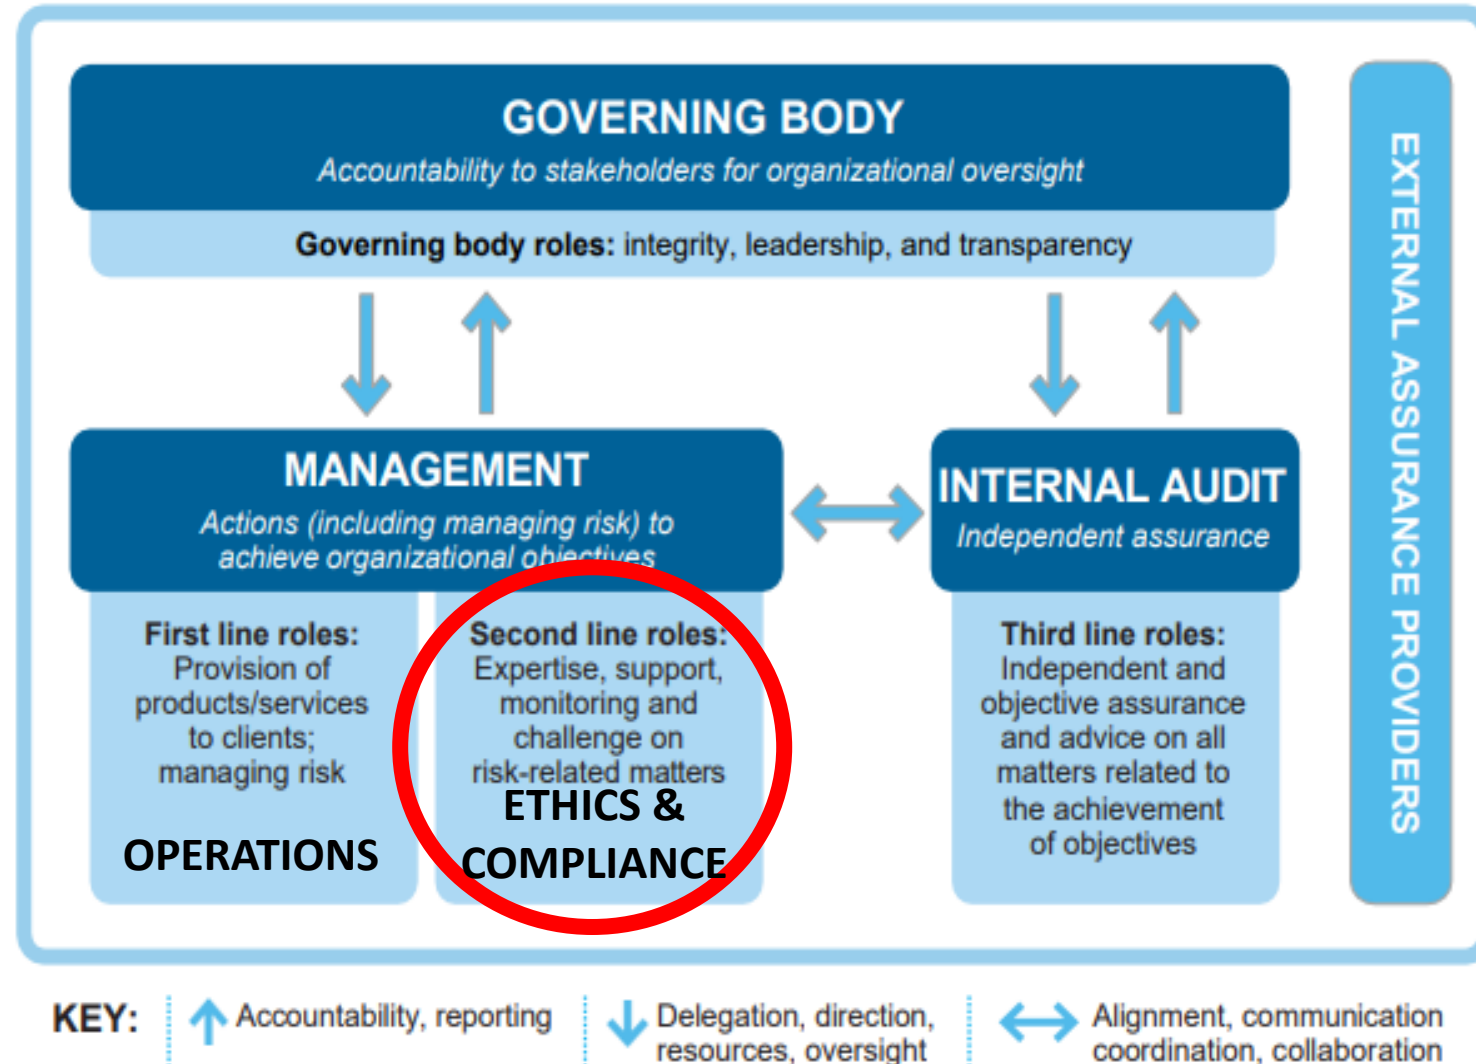 GOVERNING BODY
Accountability to stakeholders for organizational oversight
Governing body roles: integrity, leadership, and transparency
MANAGEMENT
Actions (including managing risk) to
achieve organizational objectives
First line roles:
Provision of
products/services
to clients;
managing risk
OPERATIONS
Second line roles:
Expertise, support,
monitoring and
challenge on
risk-related matters
ETHICS &
COMPLIANCE
INTERNAL AUDIT
Independent assurance
Third line roles:
Independent and
objective assurance
and advice on all
matters related to
the achievement
of objectives
EXTERNAL ASSURANCE PROVIDERS
KEY:
Accountability, reporting
Delegation, direction,
resources, oversight
Alignment, communication
coordination, collaboration